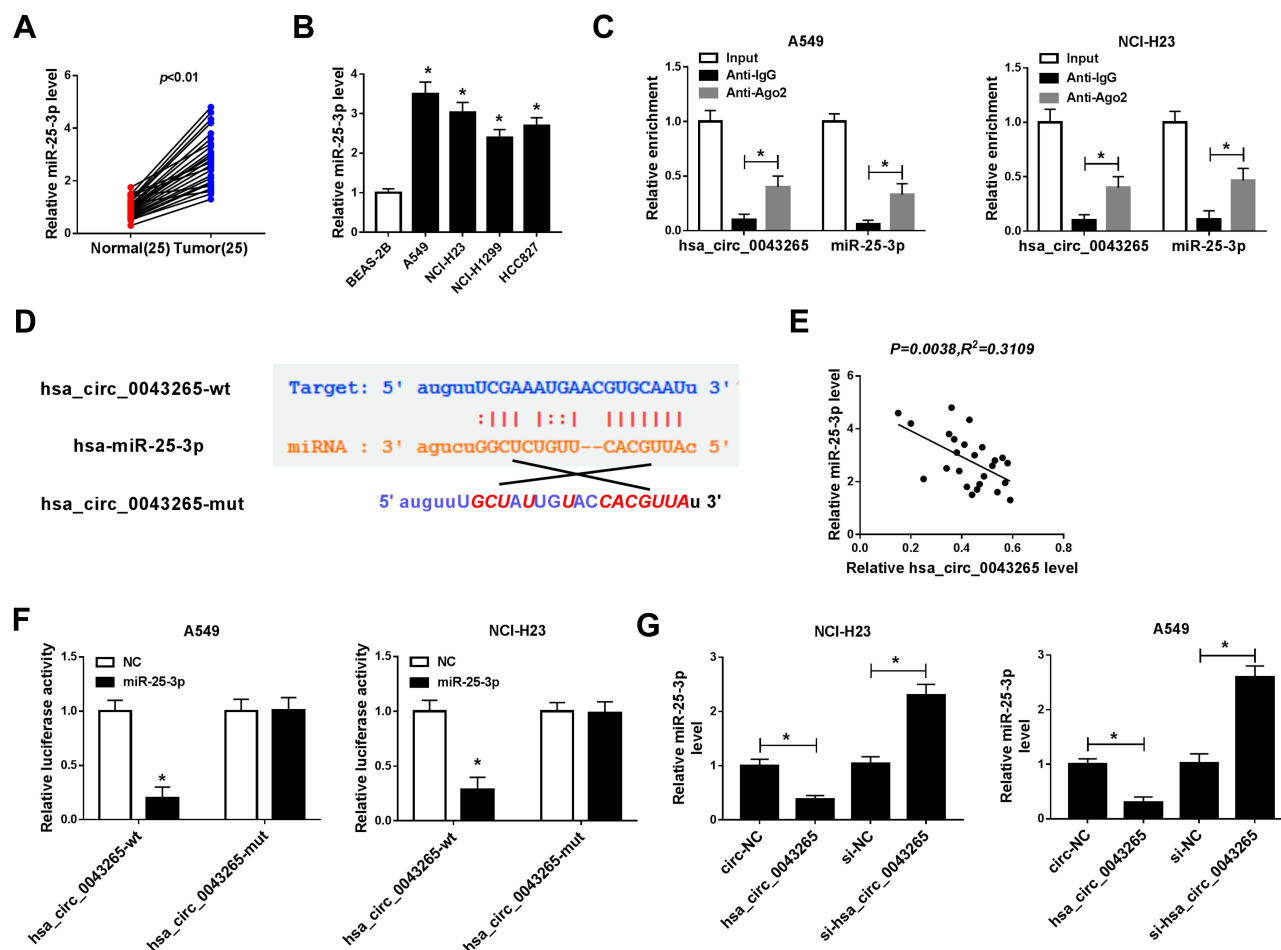 A
Relative miR-25-3p level
6
4
2
0
p<0.01
Normal(25) Tumor(25)
B
Relative miR-25-3p level
4
3
2
1
0
*
*
*
*
BEAS-2B
A549
NCI-H23
NCI-H1299
HCC827
C
A549
Input
Anti-IgG
Anti-Ago2
Relative enrichment
1.5
1.0
0.5
0.0
*
*
hsa_circ_0043265
miR-25-3p
NCI-H23
Input
Anti-IgG
Anti-Ago2
Relative enrichment
1.5
1.0
0.5
0.0
*
*
hsa_circ_0043265
miR-25-3p
D
hsa_circ_0043265-wt
Target: 5' auguuUCGAAAUGAACGUGCAAUu 3'
:||| |::| |||||||
hsa-miR-25-3p
miRNA : 3' agucuGGCUCUGUU--CACGUUAc 5'
hsa_circ_0043265-mut
5' auguuUGCUAUUGUACCACGUUAu 3'
E
P=0.0038,R²=0.3109
Relative miR-25-3p level
6
4
2
0
0.0
0.2
0.4
0.6
0.8
Relative hsa_circ_0043265 level
F
A549
NC
miR-25-3p
Relative luciferase activity
1.5
1.0
0.5
0.0
*
hsa_circ_0043265-wt
hsa_circ_0043265-mut
NCI-H23
NC
miR-25-3p
Relative luciferase activity
1.5
1.0
0.5
0.0
*
hsa_circ_0043265-wt
hsa_circ_0043265-mut
G
NCI-H23
Relative miR-25-3p
level
3
2
1
0
*
*
circ-NC
hsa_circ_0043265
si-NC
si-hsa_circ_0043265
A549
Relative miR-25-3p
level
3
2
1
0
*
*
circ-NC
hsa_circ_0043265
si-NC
si-hsa_circ_0043265